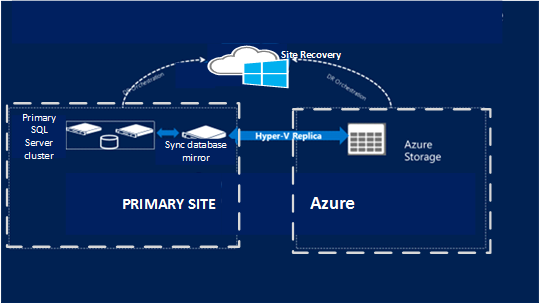 Site Recovery
DR Orchestration
DR Orchestration
Primary
SQL
Server
cluster
Sync database
mirror
Hyper-V Replica
Azure
Storage
PRIMARY SITE
Azure